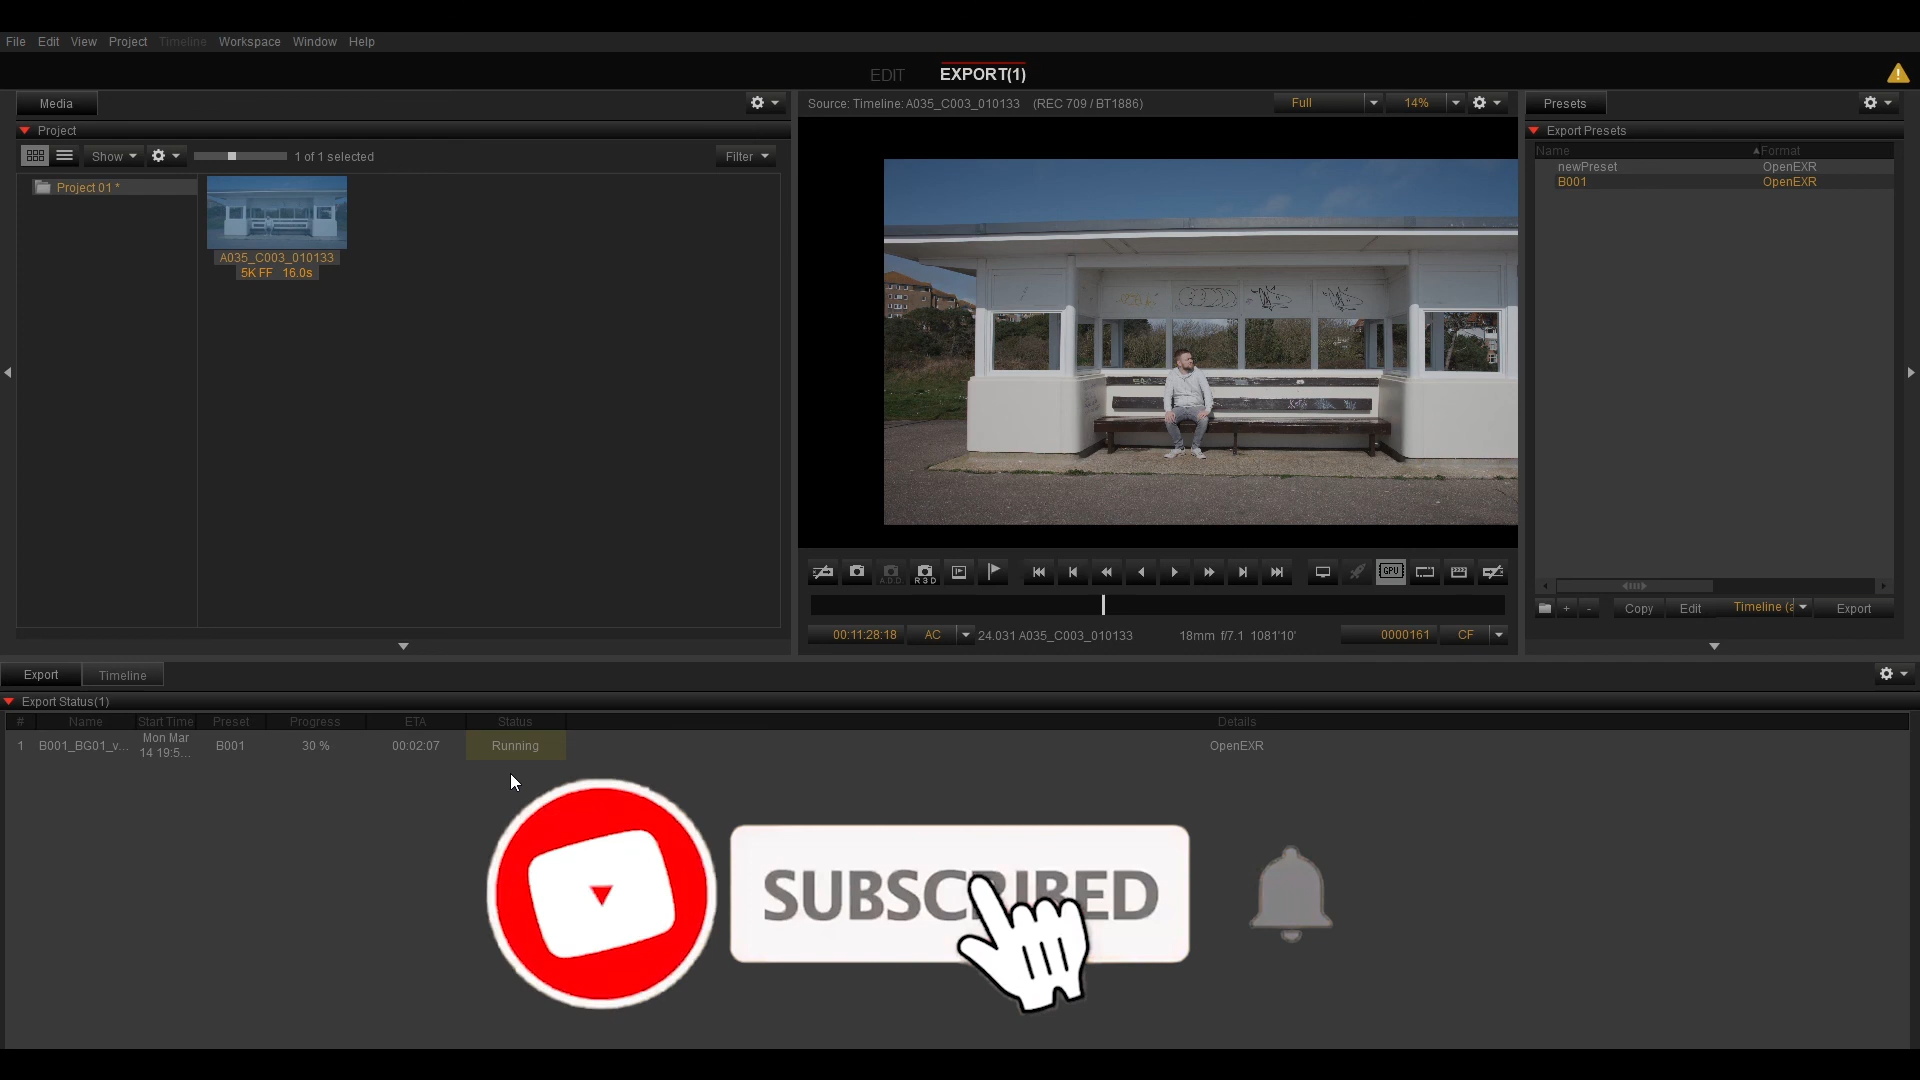 File Edit View Project Timeline Workspace Window Help
EDIT EXPORT(1)
Media
Source: Timeline: A035_C003_010133 (REC 709 / BT1886) Full 14%
Presets
Project
Export Presets
Show 1 of 1 selected Filter
Name Format
newPreset OpenEXR
B001 OpenEXR
Project 01 *
A035_C003_010133
5K FF 16.0s
A.D.D. R3D GPU
Copy Edit Timeline (a Export
00:11:28:18 AC 24.031 A035_C003_010133 18mm f/7.1 1081'10' 0000161 CF
Export Timeline
Export Status(1)
# Name Start Time Preset Progress ETA Status Details
1 B001_BG01_v... Mon Mar 14 19:5... B001 30 % 00:02:07 Running OpenEXR
SUBSCRIBED